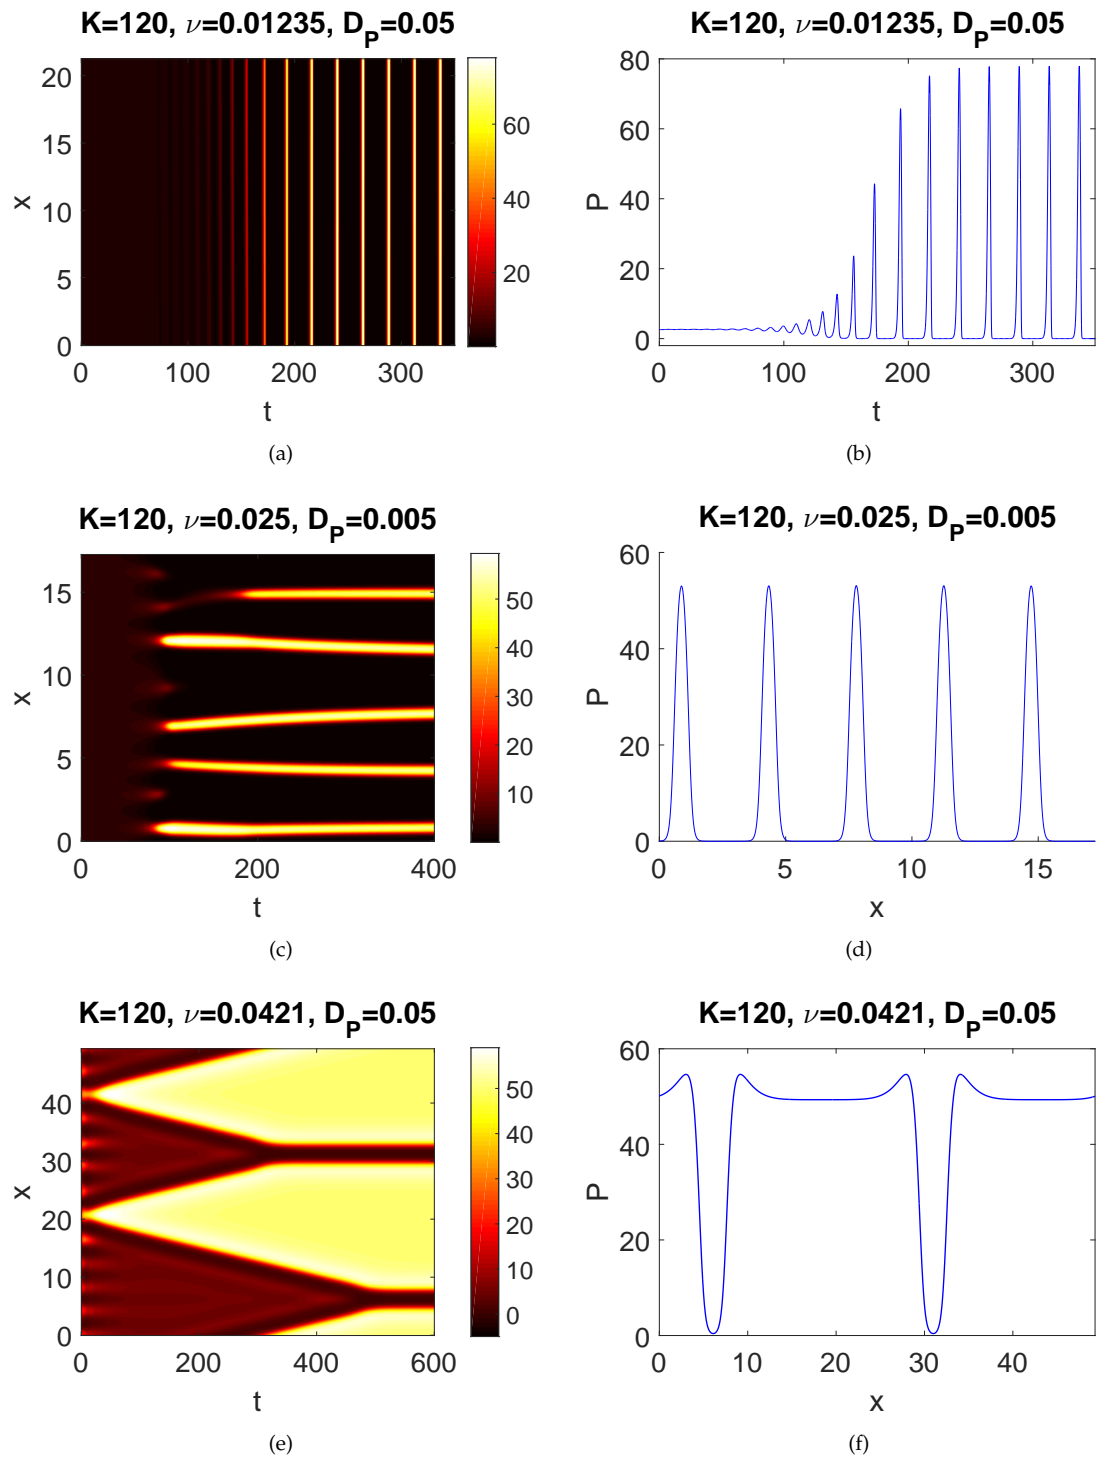 K=120, ν=0.01235, D_P=0.05
K=120, ν=0.01235, D_P=0.05
20
15
10
5
0
x
0 100 200 300
t
60
40
20
(a)
80
60
40
20
0
P
0 100 200 300
t
(b)
K=120, ν=0.025, D_P=0.005
K=120, ν=0.025, D_P=0.005
15
10
5
0
x
0 200 400
t
50
40
30
20
10
(c)
60
40
20
0
P
0 5 10 15
x
(d)
K=120, ν=0.0421, D_P=0.05
K=120, ν=0.0421, D_P=0.05
40
30
20
10
0
x
0 200 400 600
t
50
40
30
20
10
0
(e)
60
40
20
0
P
0 10 20 30 40
x
(f)